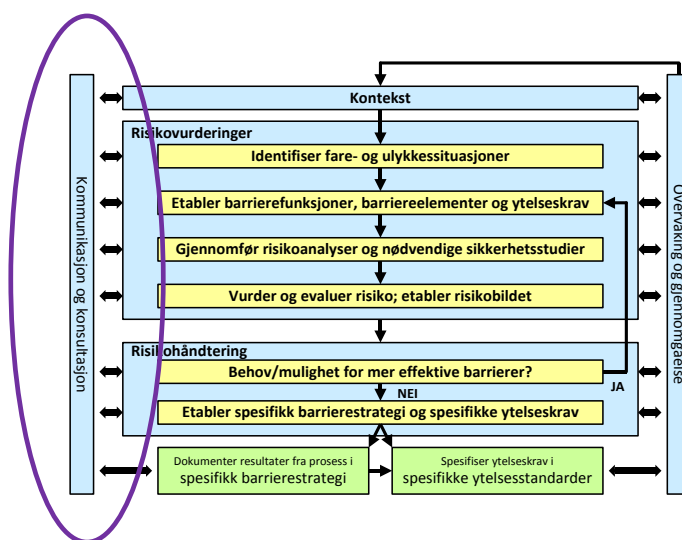 Kontekst
Kommunikasjon og konsultasjon
Risikovurderinger
Identifiser fare- og ulykkessituasjoner
Etabler barrierefunksjoner, barriereelementer og ytelseskrav
Gjennomfør risikoanalyser og nødvendige sikkerhetsstudier
Vurder og evaluer risiko; etabler risikobildet
Risikohåndtering
Behov/mulighet for mer effektive barrierer?
JA
NEI
Etabler spesifikk barrierestrategi og spesifikke ytelseskrav
Dokumenter resultater fra prosess i
spesifikk barrierestrategi
Spesifiser ytelseskrav i
spesifikke ytelsesstandarder
Overvåking og gjennomgåelse